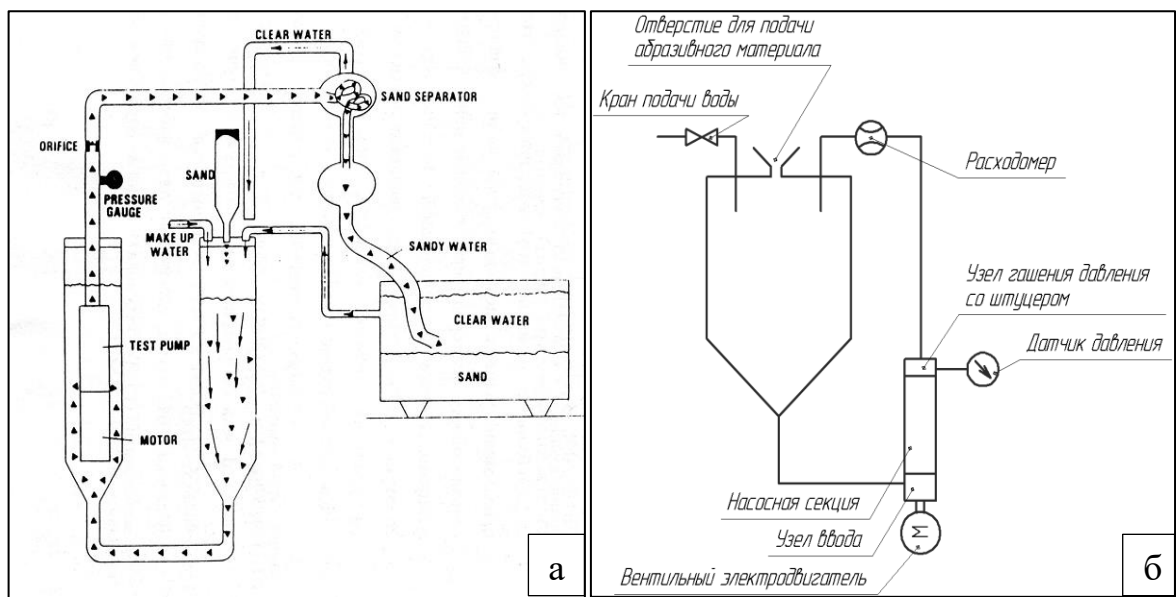 CLEAR WATER
SAND SEPARATOR
ORIFICE
SAND
PRESSURE
GAUGE
MAKE UP
WATER
SANDY WATER
CLEAR WATER
TEST PUMP
SAND
MOTOR
а
Отверстие для подачи
абразивного материала
Кран подачи воды
Расходомер
Узел гашения давления
со штуцером
Датчик давления
Насосная секция
Узел ввода
Вентильный электродвигатель
б